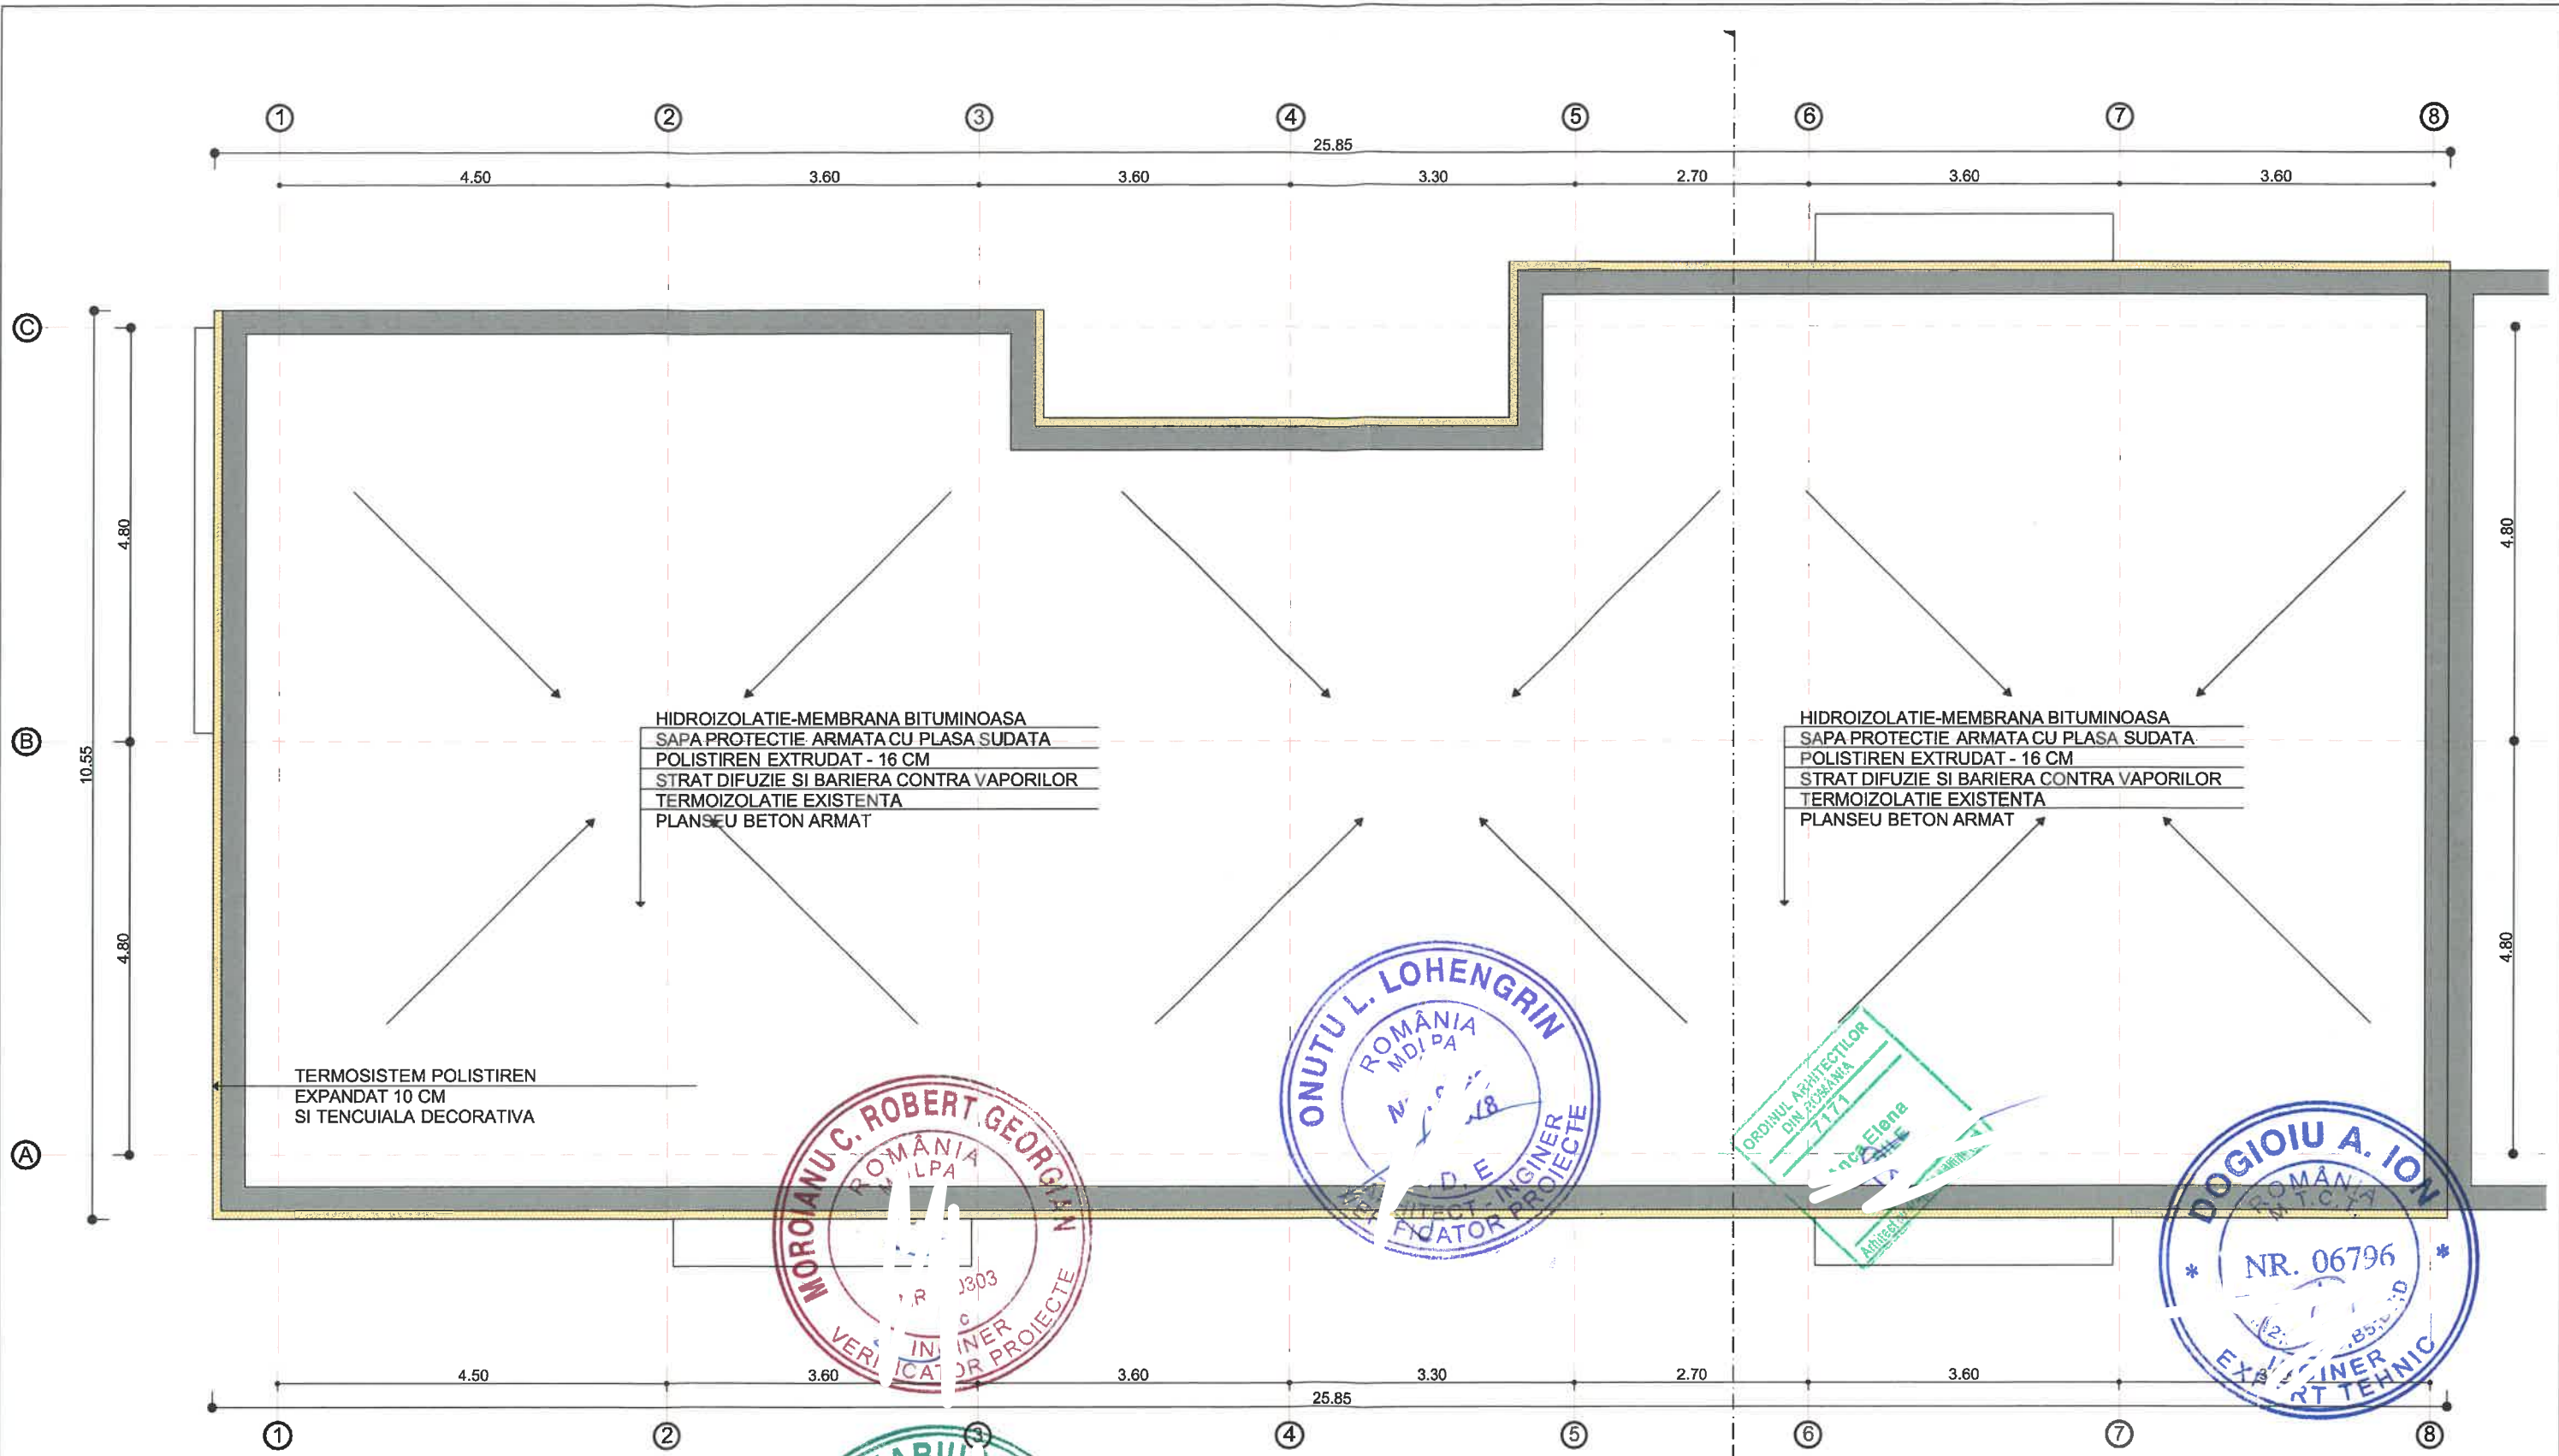 1 2 3 4 5 6 7 8
25.85
4.50 3.60 3.60 3.30 2.70 3.60 3.60
C
B
A
4.80
4.80
10.55
4.80
4.80
HIDROIZOLATIE-MEMBRANA BITUMINOASA
SAPA PROTECTIE ARMATA CU PLASA SUDATA
POLISTIREN EXTRUDAT - 16 CM
STRAT DIFUZIE SI BARIERA CONTRA VAPORILOR
TERMOIZOLATIE EXISTENTA
PLANSEU BETON ARMAT
HIDROIZOLATIE-MEMBRANA BITUMINOASA
SAPA PROTECTIE ARMATA CU PLASA SUDATA
POLISTIREN EXTRUDAT - 16 CM
STRAT DIFUZIE SI BARIERA CONTRA VAPORILOR
TERMOIZOLATIE EXISTENTA
PLANSEU BETON ARMAT
TERMOSISTEM POLISTIREN
EXPANDAT 10 CM
SI TENCUIALA DECORATIVA
MOROIANU C. ROBERT GEORGIAN
ROMÂNIA
INGINER
VERIFICATOR PROIECTE
ONUTU L. LOHENGRIN
ROMÂNIA
MDLPA
ARHITECT - INGINER
VERIFICATOR PROIECTE
ORDINUL ARHITECȚILOR
DIN ROMÂNIA
7171
Elena
DOGIOIU A. ION
ROMÂNIA
M.T.C.T.
NR. 06796
INGINER
EXPERT TEHNIC
4.50 3.60 3.60 3.30 2.70 3.60
25.85
1 2 3 4 5 6 7 8